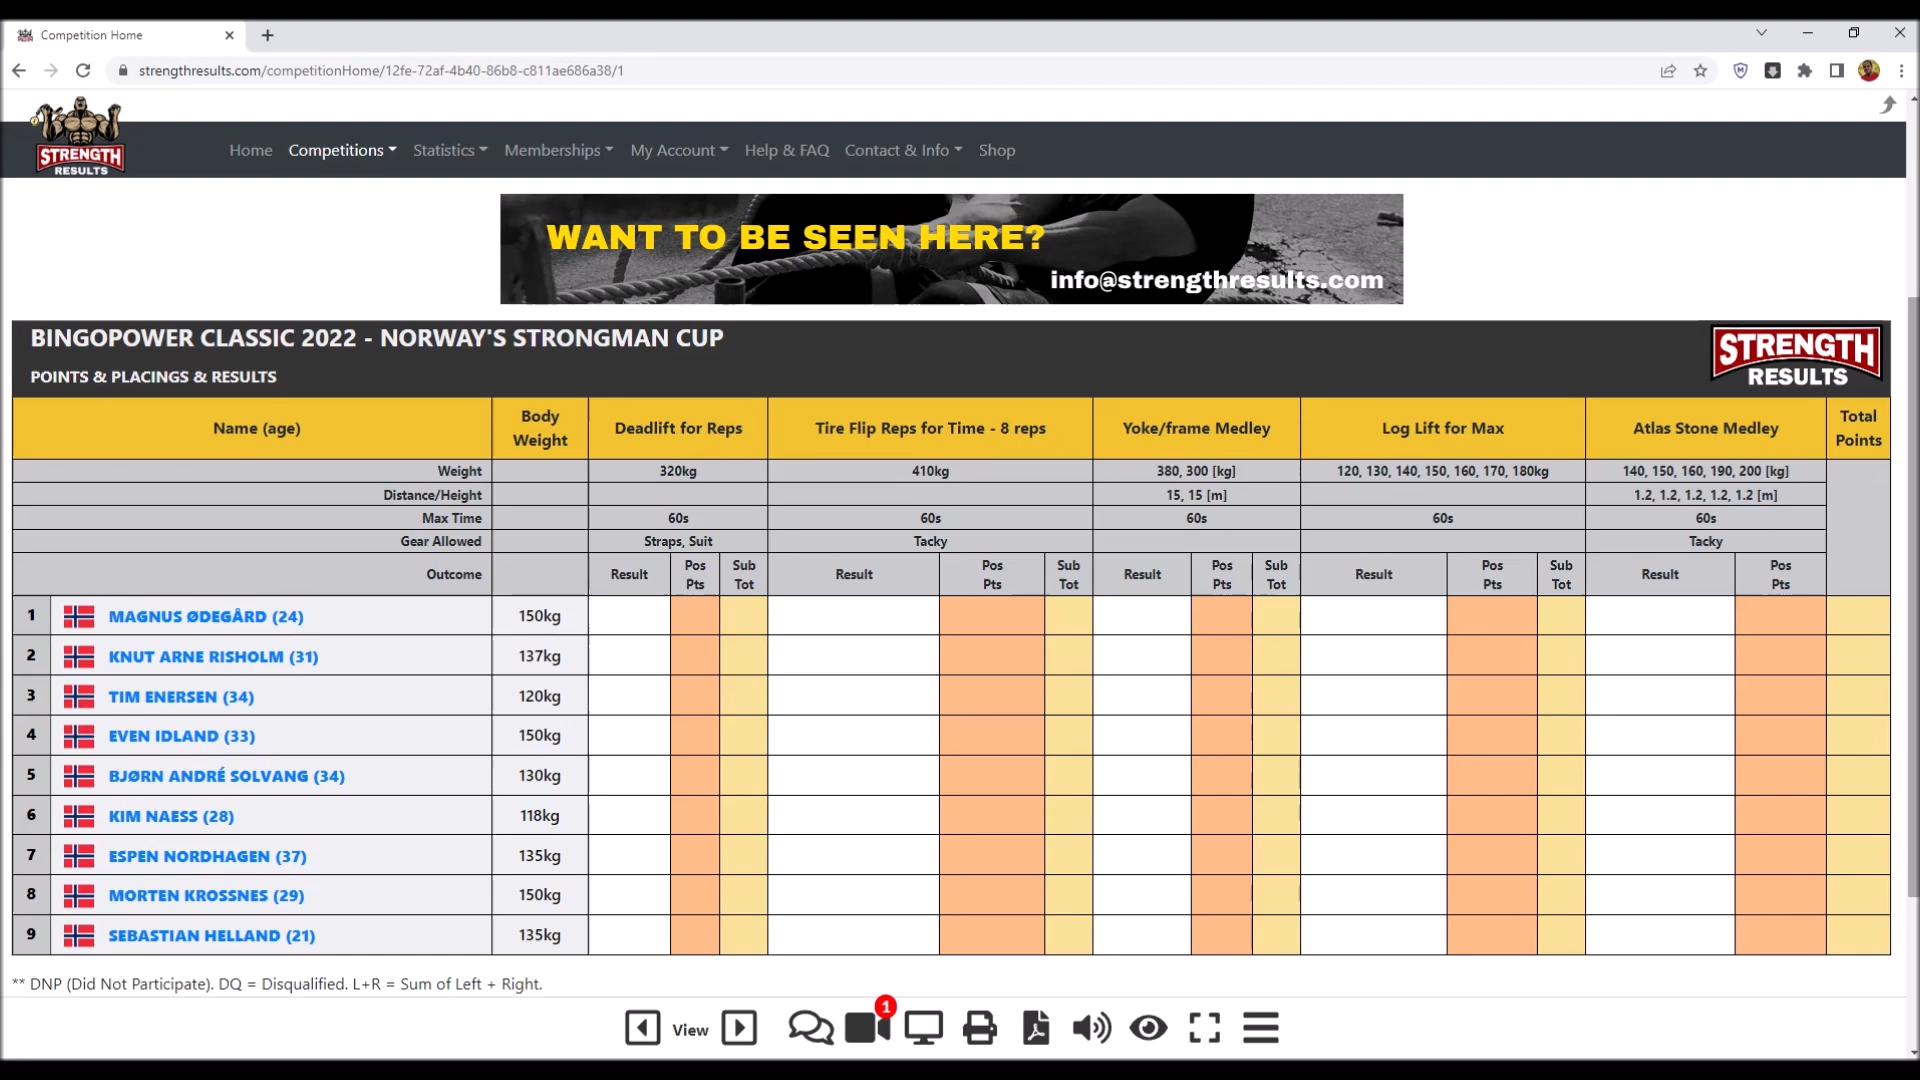 Competition Home
strengthresults.com/competitionHome/12fe-72af-4b40-86b8-c811ae686a38/1
STRENGTH
RESULTS
Home Competitions Statistics Memberships My Account Help & FAQ Contact & Info Shop
WANT TO BE SEEN HERE?
info@strengthresults.com
BINGOPOWER CLASSIC 2022 - NORWAY'S STRONGMAN CUP
POINTS & PLACINGS & RESULTS
STRENGTH
RESULTS
Name (age) Body Weight Deadlift for Reps Tire Flip Reps for Time - 8 reps Yoke/frame Medley Log Lift for Max Atlas Stone Medley Total Points
Weight 320kg 410kg 380, 300 [kg] 120, 130, 140, 150, 160, 170, 180kg 140, 150, 160, 190, 200 [kg]
Distance/Height 15, 15 [m] 1.2, 1.2, 1.2, 1.2, 1.2 [m]
Max Time 60s 60s 60s 60s 60s
Gear Allowed Straps, Suit Tacky Tacky
Outcome Result Pos Pts Sub Tot Result Pos Pts Sub Tot Result Pos Pts Sub Tot Result Pos Pts Sub Tot Result Pos Pts
1 MAGNUS ØDEGÅRD (24) 150kg
2 KNUT ARNE RISHOLM (31) 137kg
3 TIM ENERSEN (34) 120kg
4 EVEN IDLAND (33) 150kg
5 BJØRN ANDRÉ SOLVANG (34) 130kg
6 KIM NAESS (28) 118kg
7 ESPEN NORDHAGEN (37) 135kg
8 MORTEN KROSSNES (29) 150kg
9 SEBASTIAN HELLAND (21) 135kg
** DNP (Did Not Participate). DQ = Disqualified. L+R = Sum of Left + Right.
View 1